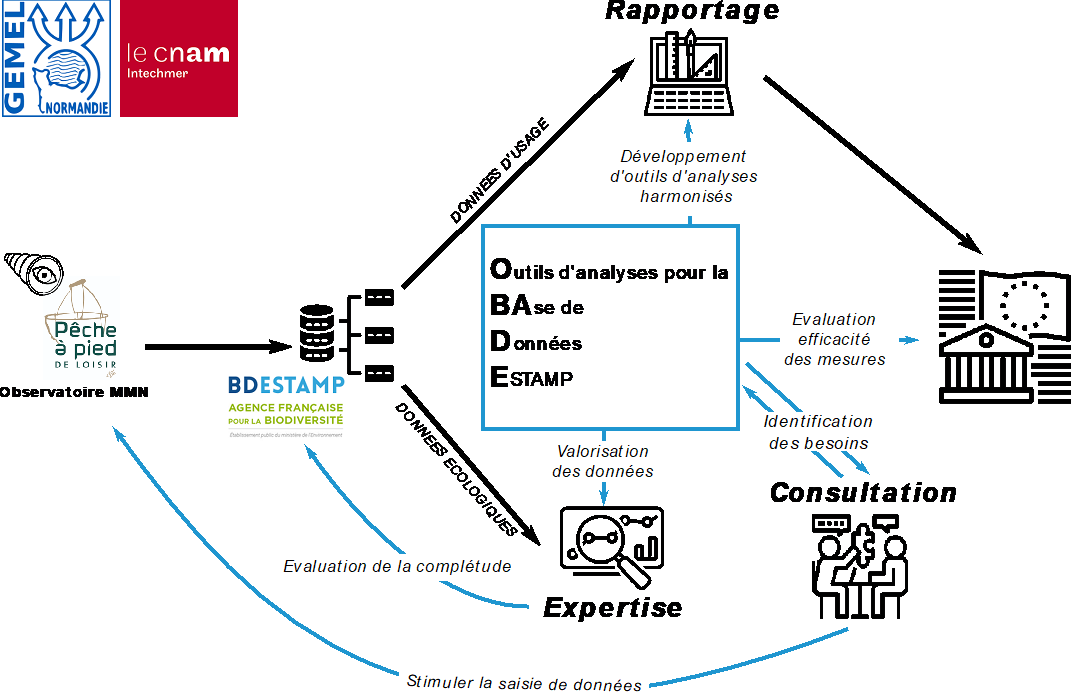 GEMEL
NORMANDIE
le cnam
Intechmer
Rapportage
Développement
d'outils d'analyses
harmonisés
DONNEES D'USAGE
Outils d'analyses pour la
BAse de
Données
ESTAMP
Pêche
à pied
DE LOISIR
Observatoire MMN
BDESTAMP
AGENCE FRANÇAISE
POUR LA BIODIVERSITÉ
Établissement public du ministère de l'Environnement
DONNEES ECOLOGIQUES
Evaluation
efficacité
des mesures
Identification
des besoins
Valorisation
des données
Consultation
Evaluation de la complétude
Expertise
Stimuler la saisie de données